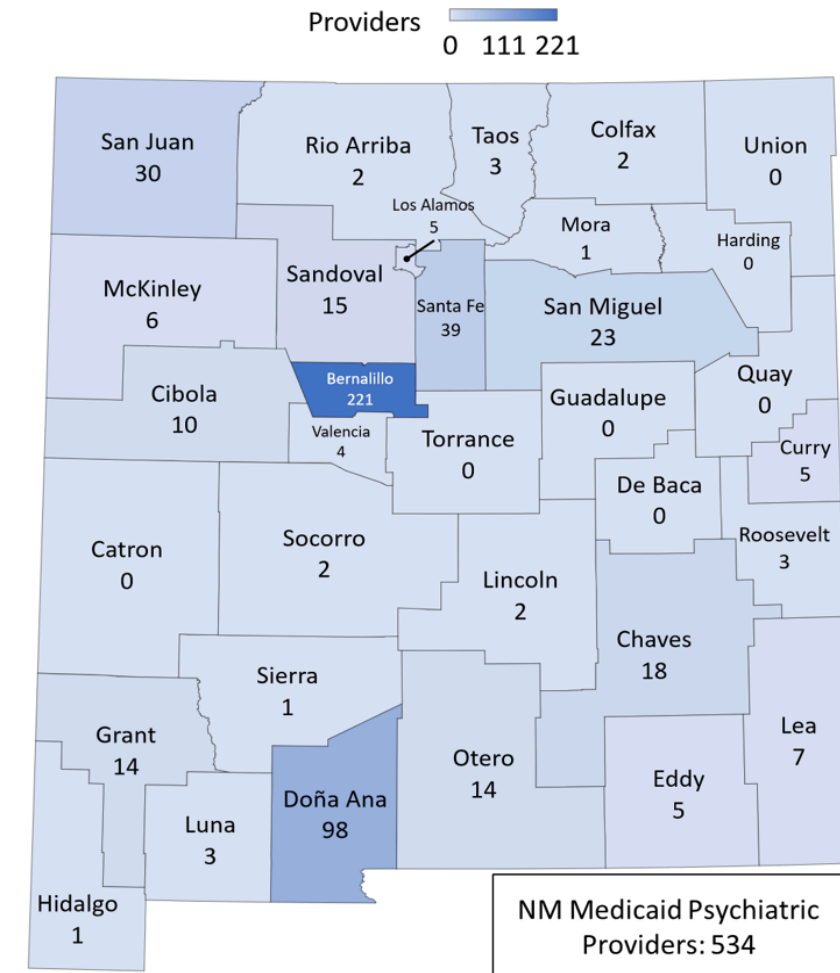 Providers
0 111 221
San Juan
30
Rio Arriba
2
Taos
3
Colfax
2
Union
0
Los Alamos
5
Mora
1
Harding
0
McKinley
6
Sandoval
15
Santa Fe
39
San Miguel
23
Cibola
10
Bernalillo
221
Valencia
4
Torrance
0
Guadalupe
0
Quay
0
Curry
5
De Baca
0
Roosevelt
3
Catron
0
Socorro
2
Lincoln
2
Chaves
18
Sierra
1
Grant
14
Doña Ana
98
Otero
14
Eddy
5
Lea
7
Luna
3
Hidalgo
1
NM Medicaid Psychiatric
Providers: 534